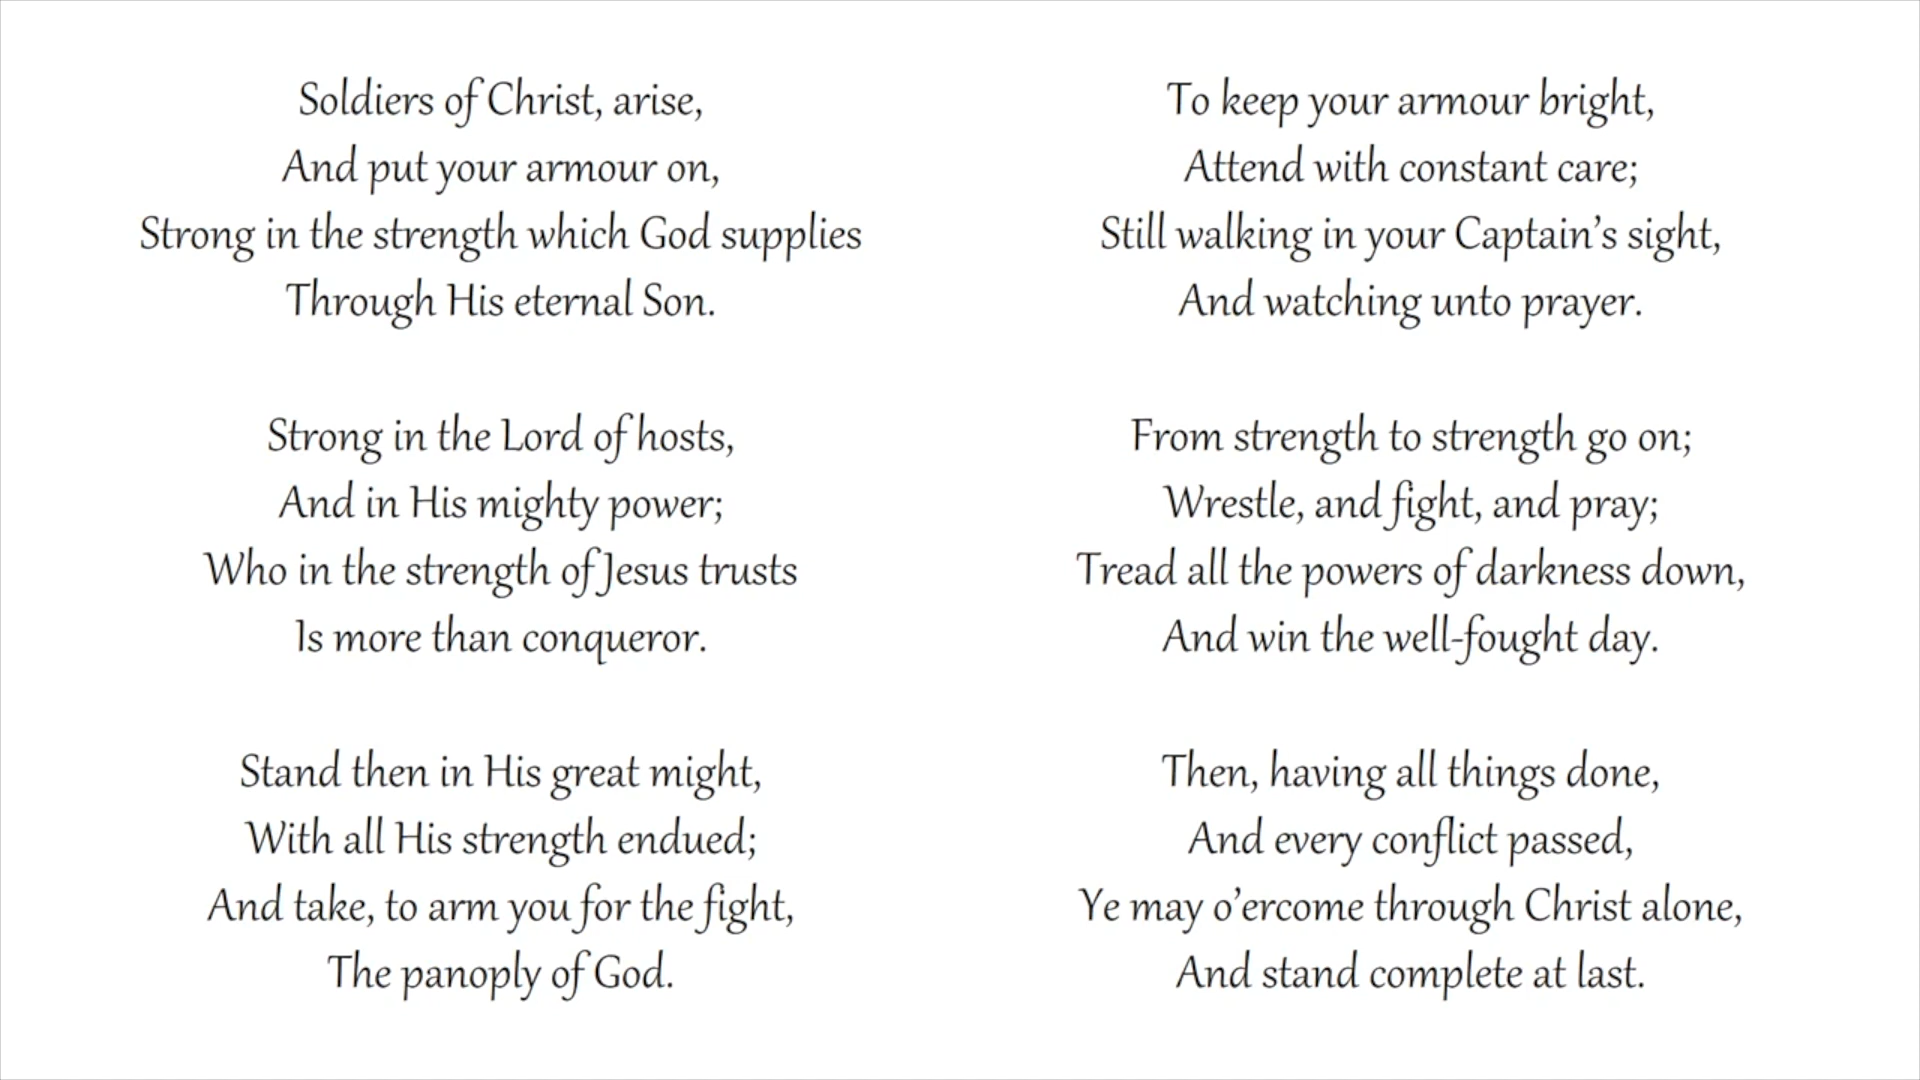 Soldiers of Christ, arise,
And put your armour on,
Strong in the strength which God supplies
Through His eternal Son.

Strong in the Lord of hosts,
And in His mighty power;
Who in the strength of Jesus trusts
Is more than conqueror.

Stand then in His great might,
With all His strength endued;
And take, to arm you for the fight,
The panoply of God.

To keep your armour bright,
Attend with constant care;
Still walking in your Captain’s sight,
And watching unto prayer.

From strength to strength go on;
Wrestle, and fight, and pray;
Tread all the powers of darkness down,
And win the well-fought day.

Then, having all things done,
And every conflict passed,
Ye may o’ercome through Christ alone,
And stand complete at last.